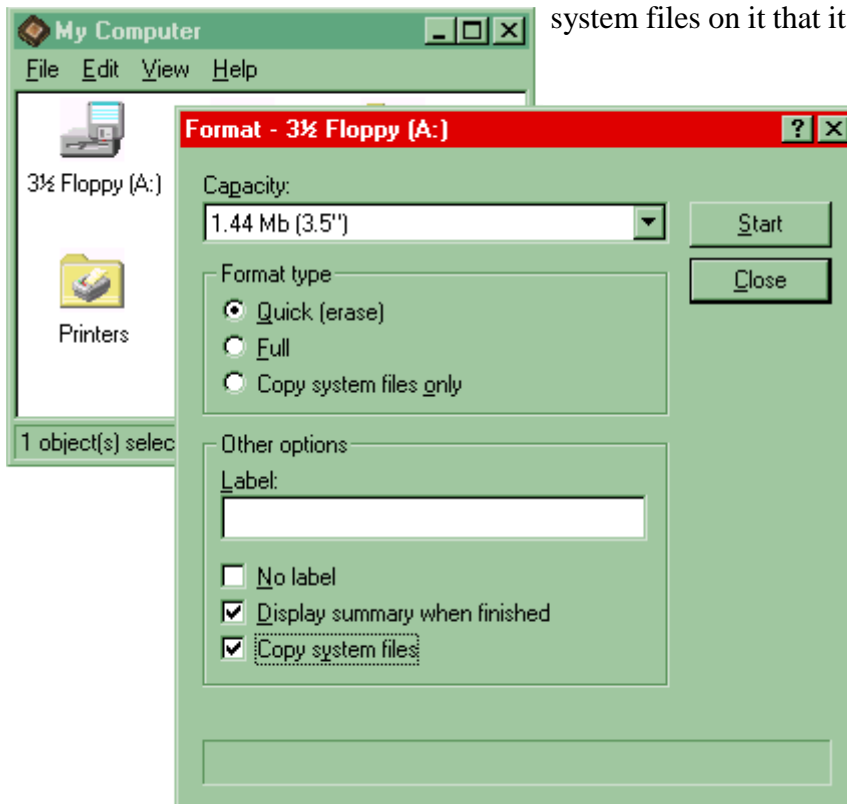 system files on it that it
My Computer
File Edit View Help
3½ Floppy (A:)
Printers
1 object(s) selec
Format - 3½ Floppy (A:)
Capacity:
1.44 Mb (3.5")
Start
Close
Format type
Quick (erase)
Full
Copy system files only
Other options
Label:
No label
Display summary when finished
Copy system files